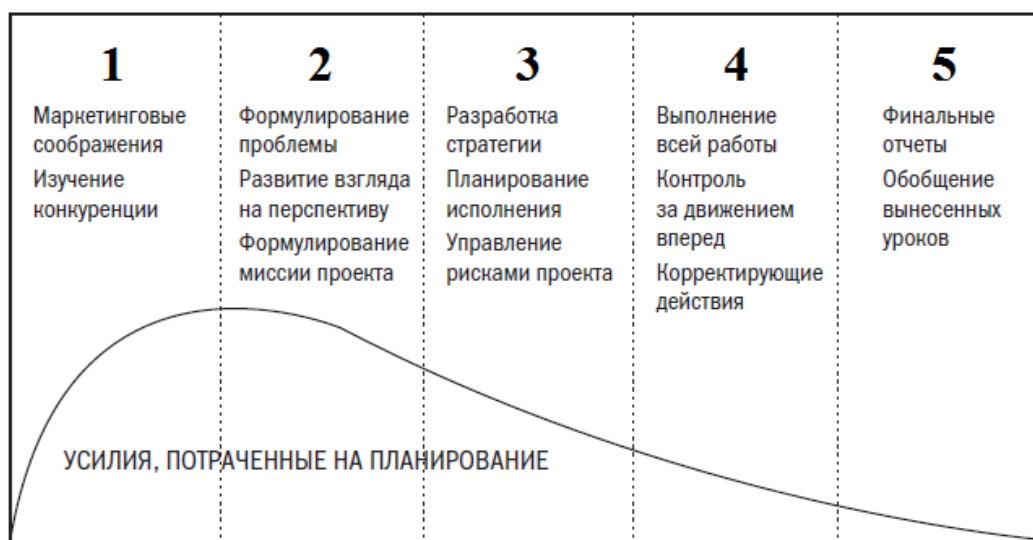 1
Маркетинговые
соображения
Изучение
конкуренции
2
Формулирование
проблемы
Развитие взгляда
на перспективу
Формулирование
миссии проекта
3
Разработка
стратегии
Планирование
исполнения
Управление
рисками проекта
4
Выполнение
всей работы
Контроль
за движением
вперед
Корректирующие
действия
5
Финальные
отчеты
Обобщение
вынесенных
уроков
УСИЛИЯ, ПОТРАЧЕННЫЕ НА ПЛАНИРОВАНИЕ